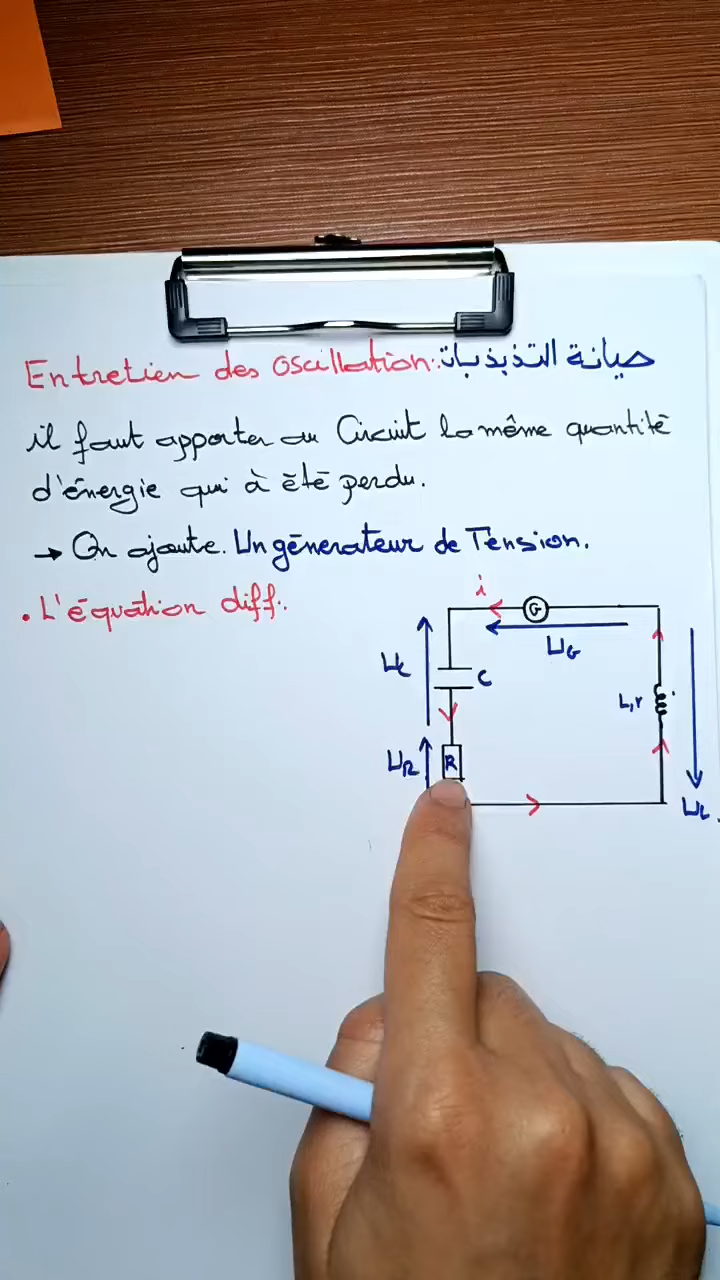 Entretien des oscillation: صيانة التذبذبات
il faut apporter au Circuit la même quantité
d'énergie qui à été perdu.
→ On ajoute. Un génerateur de Tension.
• L'équation diff:.
i
G
UG
Uc
C
L,r
UR
R
UL